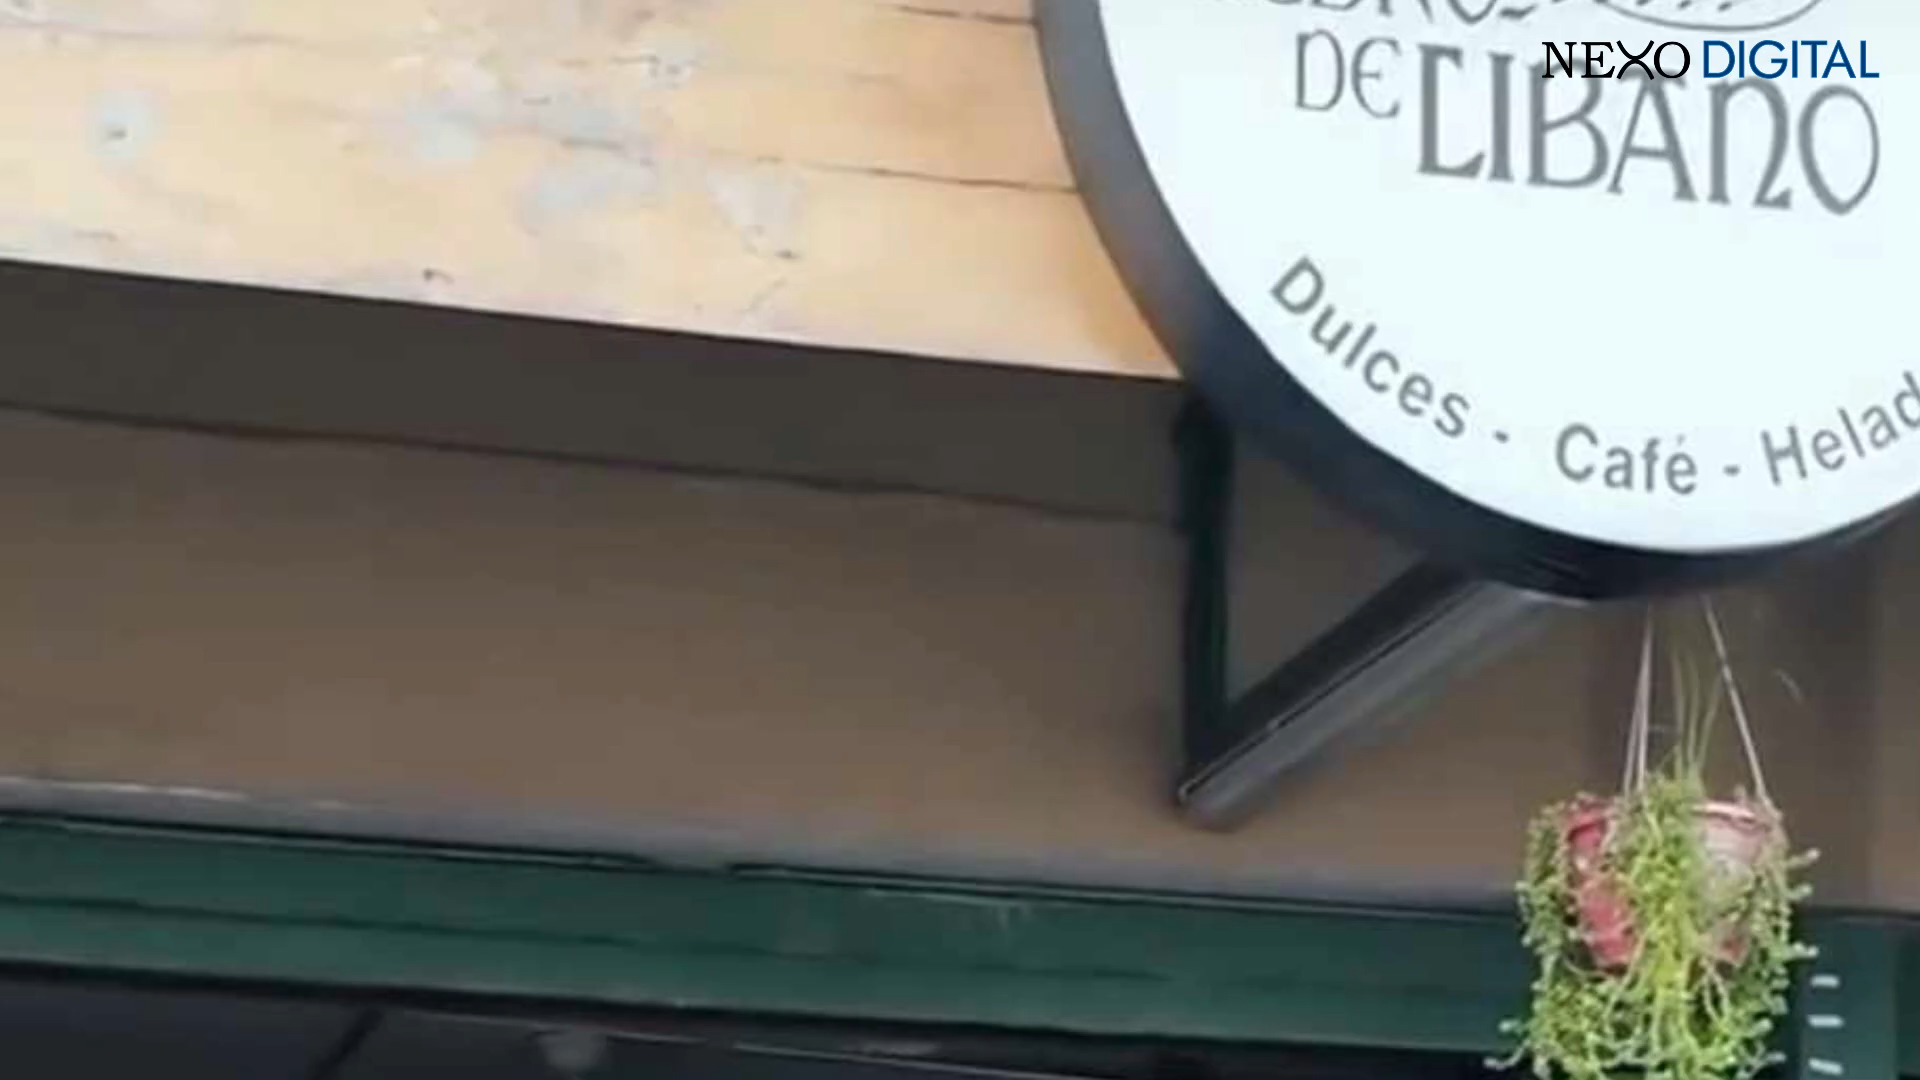 NEXO DIGITAL
DE LIBANO
Dulces - Café - Helad